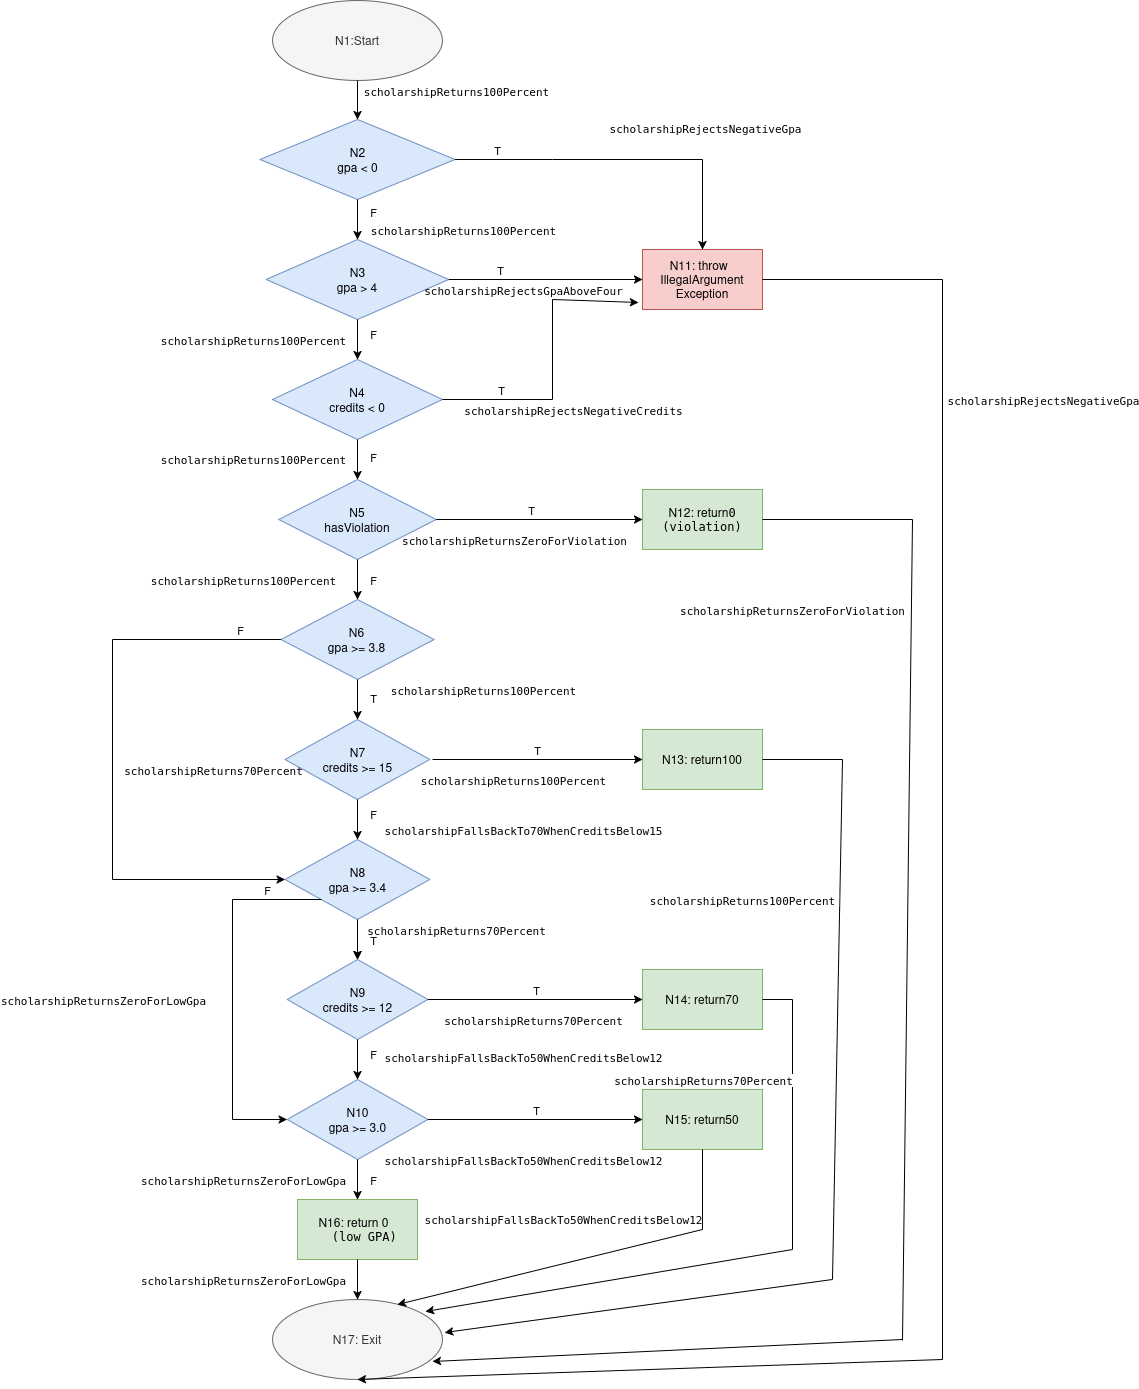 N1:Start
scholarshipReturns100Percent
scholarshipRejectsNegativeGpa
N2
gpa < 0
T
F
scholarshipReturns100Percent
N3
gpa > 4
T
scholarshipRejectsGpaAboveFour
N11: throw
IllegalArgument
Exception
F
scholarshipReturns100Percent
N4
credits < 0
T
scholarshipRejectsNegativeCredits
scholarshipRejectsNegativeGpa
scholarshipReturns100Percent
F
N5
hasViolation
T
scholarshipReturnsZeroForViolation
N12: return0
(violation)
scholarshipReturns100Percent
F
scholarshipReturnsZeroForViolation
N6
gpa >= 3.8
F
T
scholarshipReturns100Percent
N7
credits >= 15
T
scholarshipReturns100Percent
N13: return100
scholarshipReturns70Percent
F
scholarshipFallsBackTo70WhenCreditsBelow15
N8
gpa >= 3.4
F
scholarshipReturns100Percent
scholarshipReturns70Percent
T
N9
credits >= 12
T
scholarshipReturns70Percent
N14: return70
scholarshipReturnsZeroForLowGpa
F
scholarshipFallsBackTo50WhenCreditsBelow12
scholarshipReturns70Percent
N10
gpa >= 3.0
T
N15: return50
scholarshipFallsBackTo50WhenCreditsBelow12
scholarshipReturnsZeroForLowGpa
F
N16: return 0
(low GPA)
scholarshipFallsBackTo50WhenCreditsBelow12
scholarshipReturnsZeroForLowGpa
N17: Exit